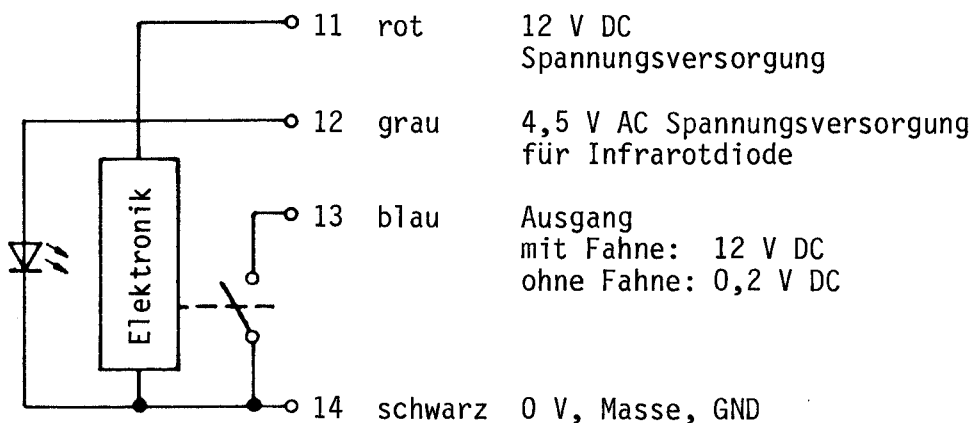 11 rot 12 V DC
Spannungsversorgung
12 grau 4,5 V AC Spannungsversorgung
für Infrarotdiode
13 blau Ausgang
mit Fahne: 12 V DC
ohne Fahne: 0,2 V DC
Elektronik
14 schwarz 0 V, Masse, GND